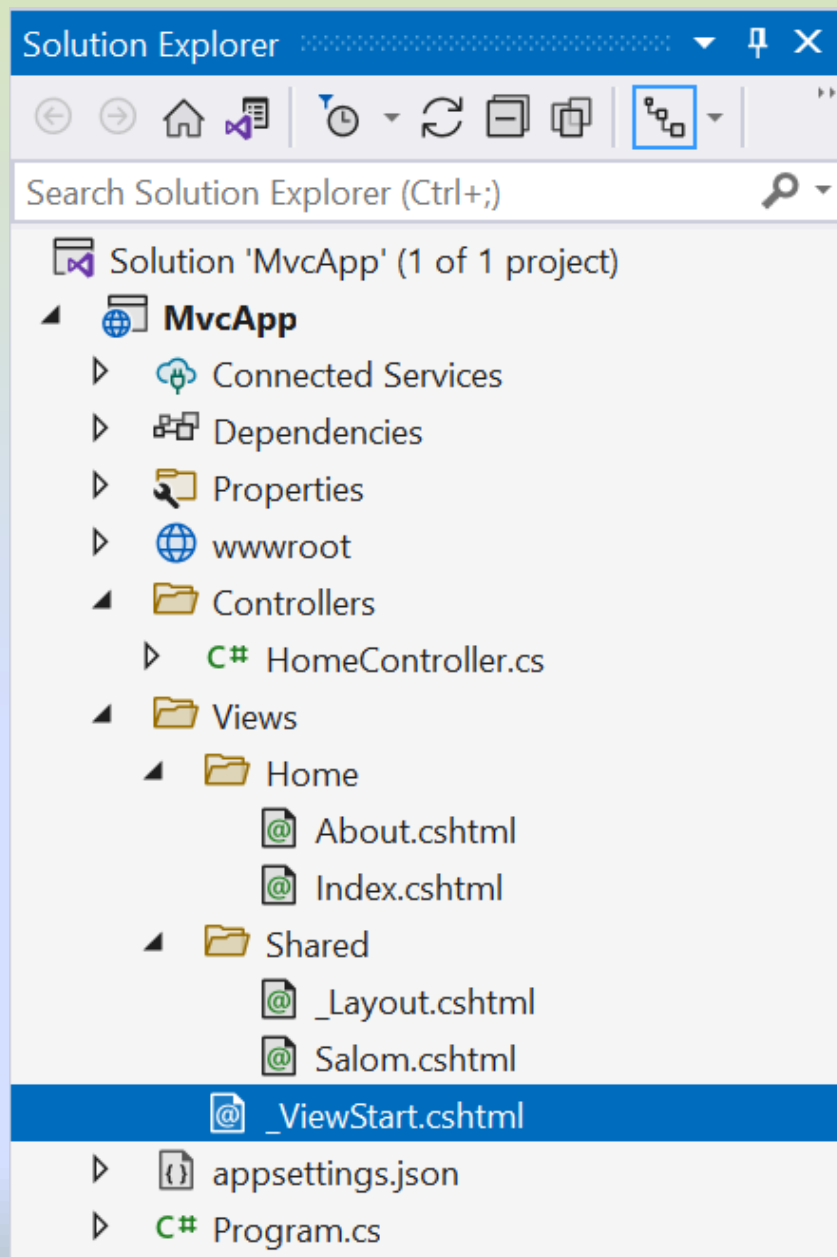 Solution Explorer
Search Solution Explorer (Ctrl+;)
Solution 'MvcApp' (1 of 1 project)
MvcApp
Connected Services
Dependencies
Properties
wwwroot
Controllers
C# HomeController.cs
Views
Home
@ About.cshtml
@ Index.cshtml
Shared
@ _Layout.cshtml
@ Salom.cshtml
@ _ViewStart.cshtml
{} appsettings.json
C# Program.cs